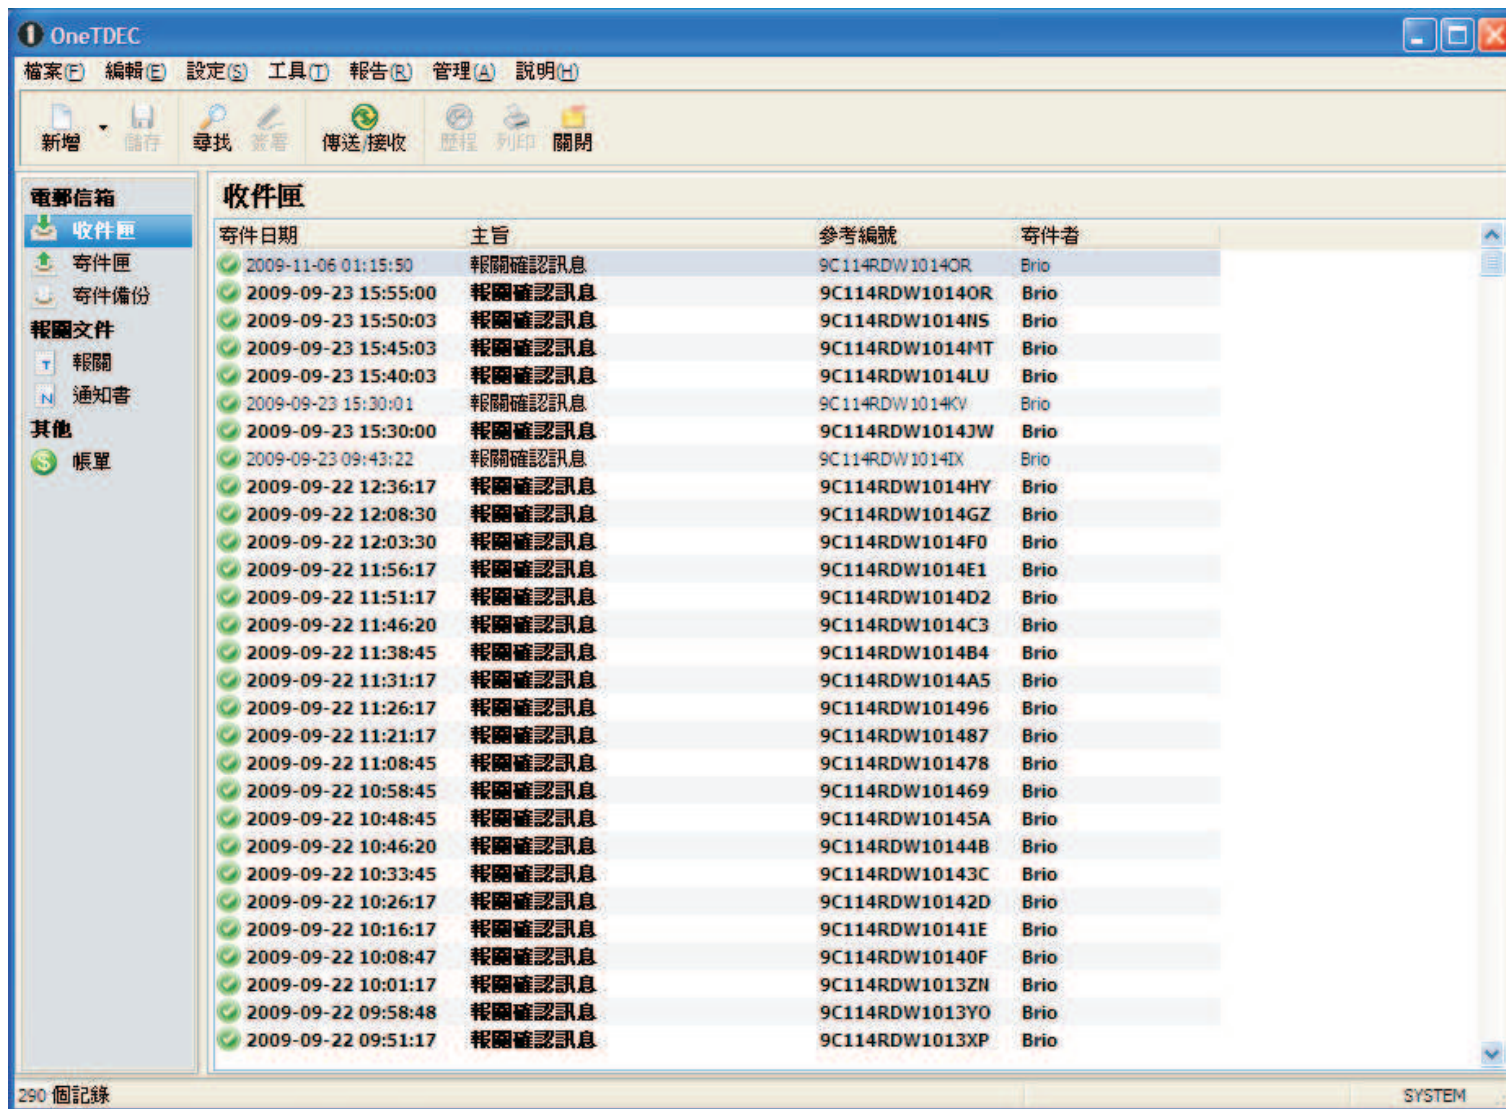 OneTDEC
檔案(F) 編輯(E) 設定(S) 工具(T) 報告(R) 管理(A) 說明(H)
新增 儲存 尋找 簽署 傳送/接收 歷程 列印 關閉
電郵信箱
收件匣
寄件匣
寄件備份
報關文件
報關
通知書
其他
帳單
收件匣
寄件日期 主旨 參考編號 寄件者
2009-11-06 01:15:50 報關確認訊息 9C114RDW1014OR Brio
2009-09-23 15:55:00 報關確認訊息 9C114RDW1014OR Brio
2009-09-23 15:50:03 報關確認訊息 9C114RDW1014NS Brio
2009-09-23 15:45:03 報關確認訊息 9C114RDW1014MT Brio
2009-09-23 15:40:03 報關確認訊息 9C114RDW1014LU Brio
2009-09-23 15:30:01 報關確認訊息 9C114RDW1014KV Brio
2009-09-23 15:30:00 報關確認訊息 9C114RDW1014JW Brio
2009-09-23 09:43:22 報關確認訊息 9C114RDW1014IX Brio
2009-09-22 12:36:17 報關確認訊息 9C114RDW1014HY Brio
2009-09-22 12:08:30 報關確認訊息 9C114RDW1014GZ Brio
2009-09-22 12:03:30 報關確認訊息 9C114RDW1014F0 Brio
2009-09-22 11:56:17 報關確認訊息 9C114RDW1014E1 Brio
2009-09-22 11:51:17 報關確認訊息 9C114RDW1014D2 Brio
2009-09-22 11:46:20 報關確認訊息 9C114RDW1014C3 Brio
2009-09-22 11:38:45 報關確認訊息 9C114RDW1014B4 Brio
2009-09-22 11:31:17 報關確認訊息 9C114RDW1014A5 Brio
2009-09-22 11:26:17 報關確認訊息 9C114RDW101496 Brio
2009-09-22 11:21:17 報關確認訊息 9C114RDW101487 Brio
2009-09-22 11:08:45 報關確認訊息 9C114RDW101478 Brio
2009-09-22 10:58:45 報關確認訊息 9C114RDW101469 Brio
2009-09-22 10:48:45 報關確認訊息 9C114RDW10145A Brio
2009-09-22 10:46:20 報關確認訊息 9C114RDW10144B Brio
2009-09-22 10:33:45 報關確認訊息 9C114RDW10143C Brio
2009-09-22 10:26:17 報關確認訊息 9C114RDW10142D Brio
2009-09-22 10:16:17 報關確認訊息 9C114RDW10141E Brio
2009-09-22 10:08:47 報關確認訊息 9C114RDW10140F Brio
2009-09-22 10:01:17 報關確認訊息 9C114RDW1013ZN Brio
2009-09-22 09:58:48 報關確認訊息 9C114RDW1013YO Brio
2009-09-22 09:51:17 報關確認訊息 9C114RDW1013XP Brio
290 個記錄 SYSTEM